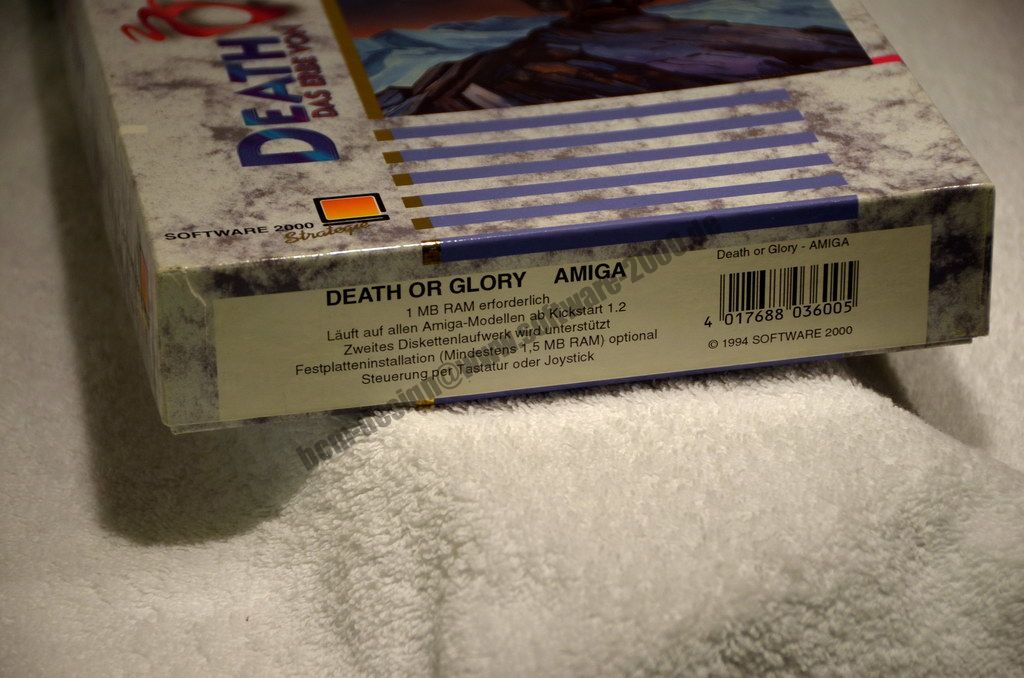 DEATH
DAS ERBE VON
SOFTWARE 2000
Strategie
DEATH OR GLORY AMIGA
1 MB RAM erforderlich
Läuft auf allen Amiga-Modellen ab Kickstart 1.2
Zweites Diskettenlaufwerk wird unterstützt
Festplatteninstallation (Mindestens 1,5 MB RAM) optional
Steuerung per Tastatur oder Joystick
Death or Glory - AMIGA
4 017688 036005
© 1994 SOFTWARE 2000